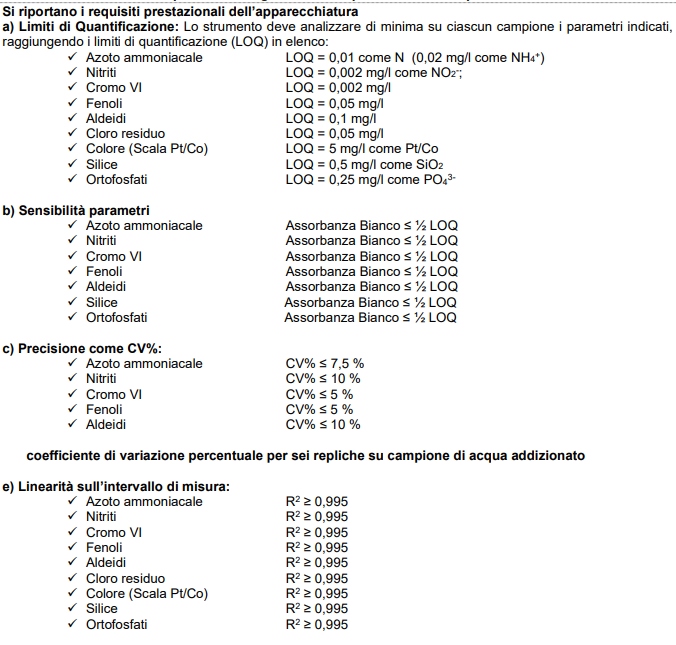 Si riportano i requisiti prestazionali dell'apparecchiatura
a) Limiti di Quantificazione: Lo strumento deve analizzare di minima su ciascun campione i parametri indicati,
raggiungendo i limiti di quantificazione (LOQ) in elenco:
✓ Azoto ammoniacale LOQ = 0,01 come N (0,02 mg/l come NH₄⁺)
✓ Nitriti LOQ = 0,002 mg/l come NO₂⁻;
✓ Cromo VI LOQ = 0,002 mg/l
✓ Fenoli LOQ = 0,05 mg/l
✓ Aldeidi LOQ = 0,1 mg/l
✓ Cloro residuo LOQ = 0,05 mg/l
✓ Colore (Scala Pt/Co) LOQ = 5 mg/l come Pt/Co
✓ Silice LOQ = 0,5 mg/l come SiO₂
✓ Ortofosfati LOQ = 0,25 mg/l come PO₄³⁻
b) Sensibilità parametri
✓ Azoto ammoniacale Assorbanza Bianco ≤ ½ LOQ
✓ Nitriti Assorbanza Bianco ≤ ½ LOQ
✓ Cromo VI Assorbanza Bianco ≤ ½ LOQ
✓ Fenoli Assorbanza Bianco ≤ ½ LOQ
✓ Aldeidi Assorbanza Bianco ≤ ½ LOQ
✓ Silice Assorbanza Bianco ≤ ½ LOQ
✓ Ortofosfati Assorbanza Bianco ≤ ½ LOQ
c) Precisione come CV%:
✓ Azoto ammoniacale CV% ≤ 7,5 %
✓ Nitriti CV% ≤ 10 %
✓ Cromo VI CV% ≤ 5 %
✓ Fenoli CV% ≤ 5 %
✓ Aldeidi CV% ≤ 10 %
coefficiente di variazione percentuale per sei repliche su campione di acqua addizionato
e) Linearità sull'intervallo di misura:
✓ Azoto ammoniacale R² ≥ 0,995
✓ Nitriti R² ≥ 0,995
✓ Cromo VI R² ≥ 0,995
✓ Fenoli R² ≥ 0,995
✓ Aldeidi R² ≥ 0,995
✓ Cloro residuo R² ≥ 0,995
✓ Colore (Scala Pt/Co) R² ≥ 0,995
✓ Silice R² ≥ 0,995
✓ Ortofosfati R² ≥ 0,995